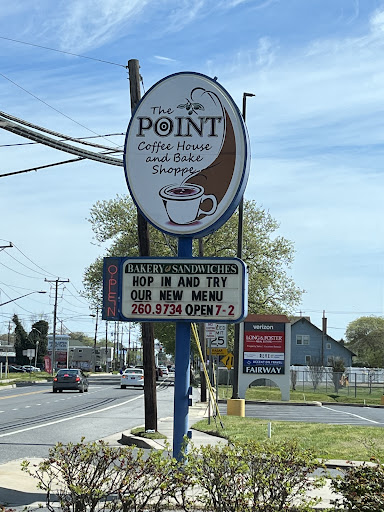 The
POINT
Coffee House
and Bake
Shoppe
OPEN
BAKERY & SANDWICHES
HOP IN AND TRY
OUR NEW MENU
260.9734 OPEN 7-2
25
verizon
LONG & FOSTER
FAIRWAY